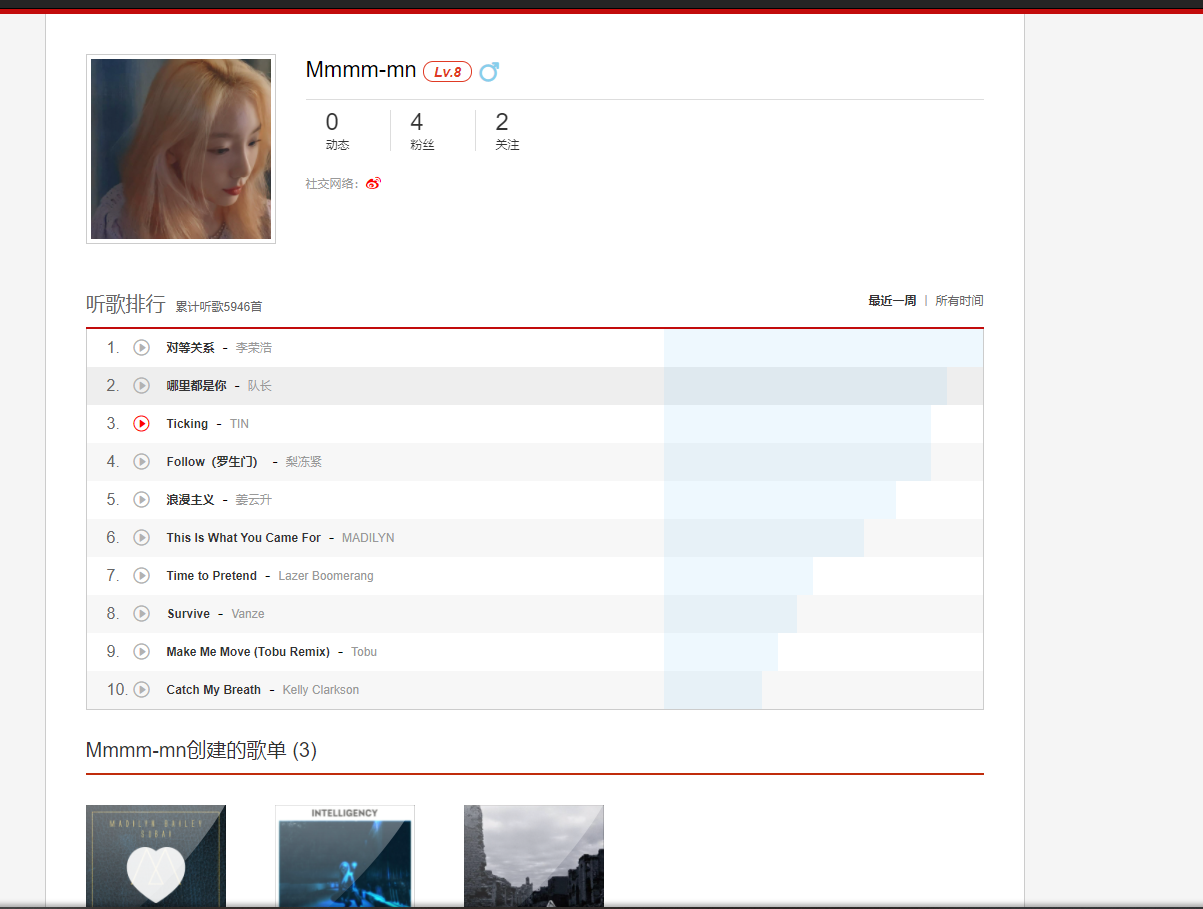 Mmmm-mn Lv.8
0 4 2
动态 粉丝 关注
社交网络：
听歌排行 累计听歌5946首 最近一周 | 所有时间
1. 对等关系 - 李荣浩
2. 哪里都是你 - 队长
3. Ticking - TIN
4. Follow（罗生门） - 梨冻紧
5. 浪漫主义 - 姜云升
6. This Is What You Came For - MADILYN
7. Time to Pretend - Lazer Boomerang
8. Survive - Vanze
9. Make Me Move (Tobu Remix) - Tobu
10. Catch My Breath - Kelly Clarkson
Mmmm-mn创建的歌单 (3)
MADILYN BAILEY
INTELLIGENCY